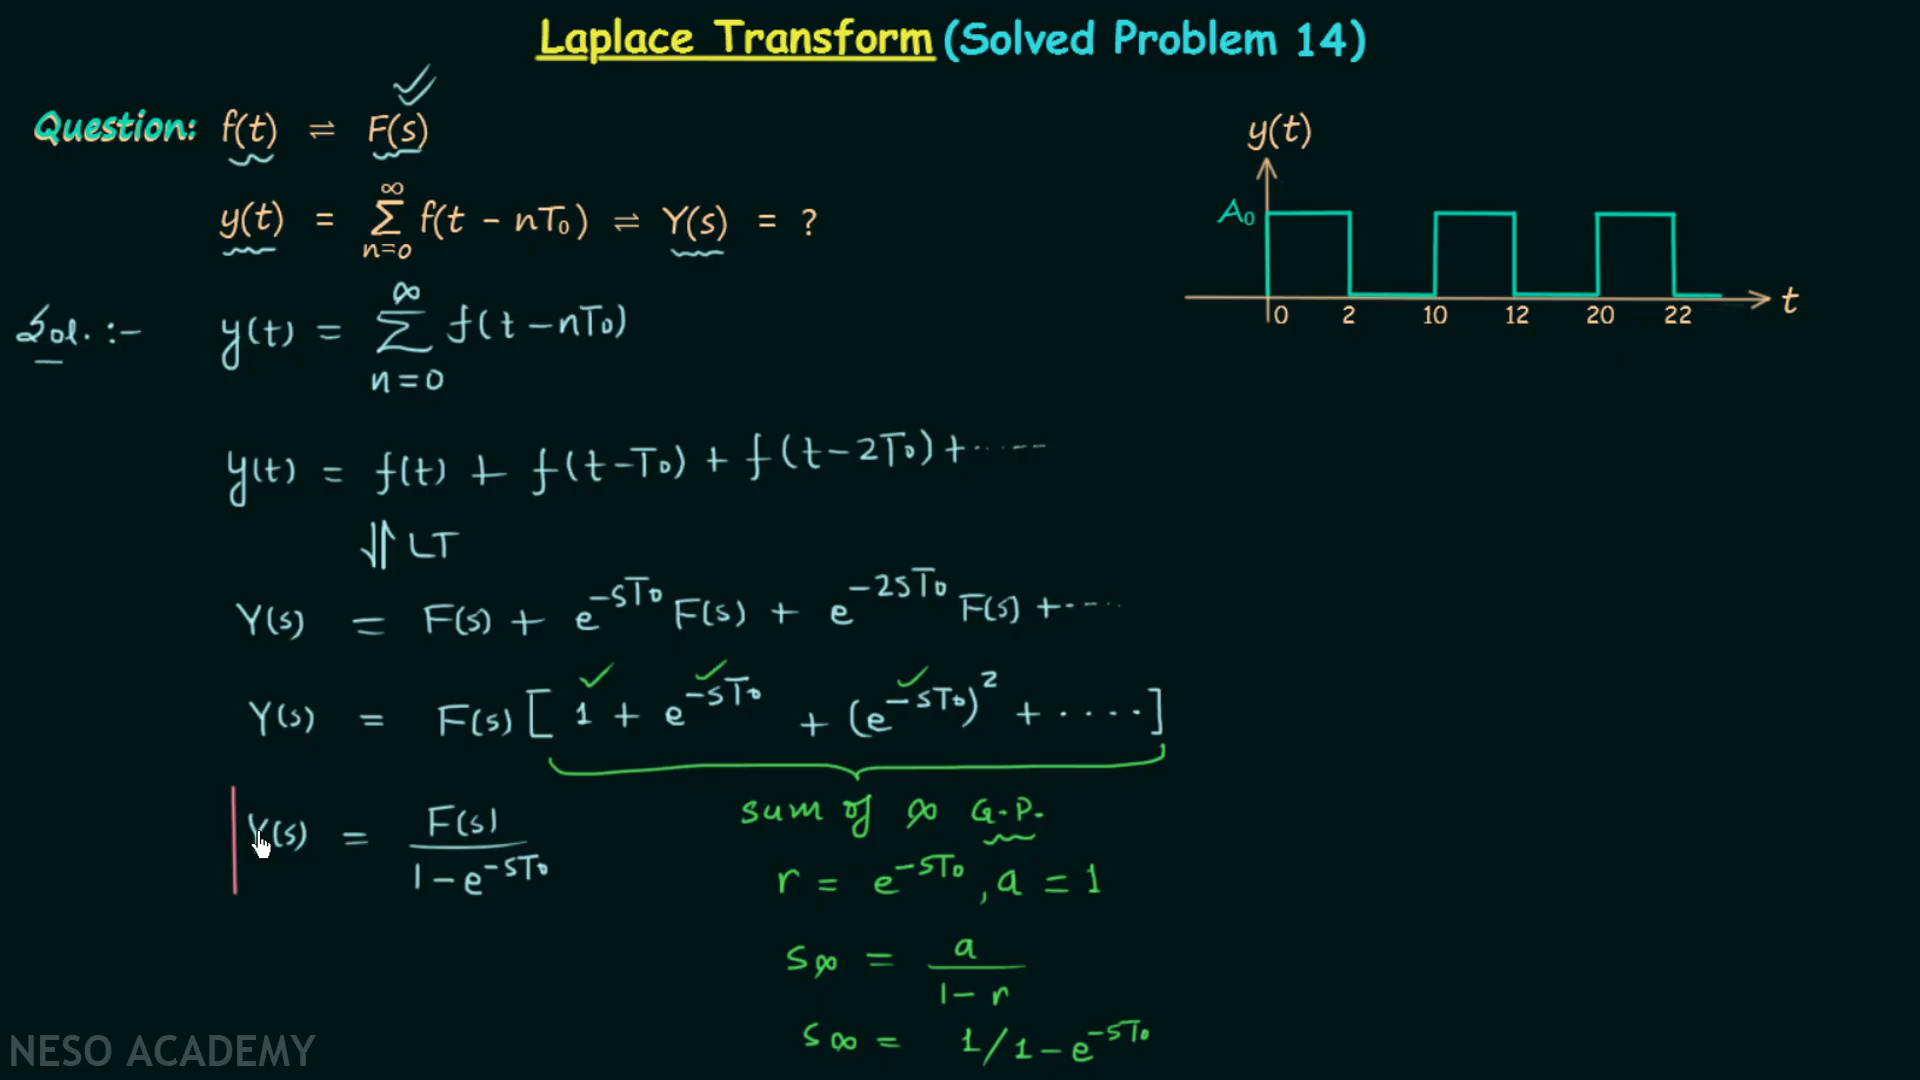 Laplace Transform (Solved Problem 14)
Question: f(t) ⇌ F(s)
y(t) = ∞ Σ n=0 f(t - nT₀) ⇌ Y(s) = ?
y(t)
A₀
0 2 10 12 20 22 t
Sol. :- y(t) = ∞ Σ n=0 f(t-nT₀)
y(t) = f(t) + f(t-T₀) + f(t-2T₀) + ......
⇌ LT
Y(s) = F(s) + e^-sT₀ F(s) + e^-2sT₀ F(s) + .....
Y(s) = F(s) [ 1 + e^-sT₀ + (e^-sT₀)² + ..... ]
Y(s) = F(s) / 1 - e^-sT₀
sum of ∞ G.P.
r = e^-sT₀ , a = 1
S∞ = a / 1 - r
S∞ = 1/1 - e^-sT₀
NESO ACADEMY